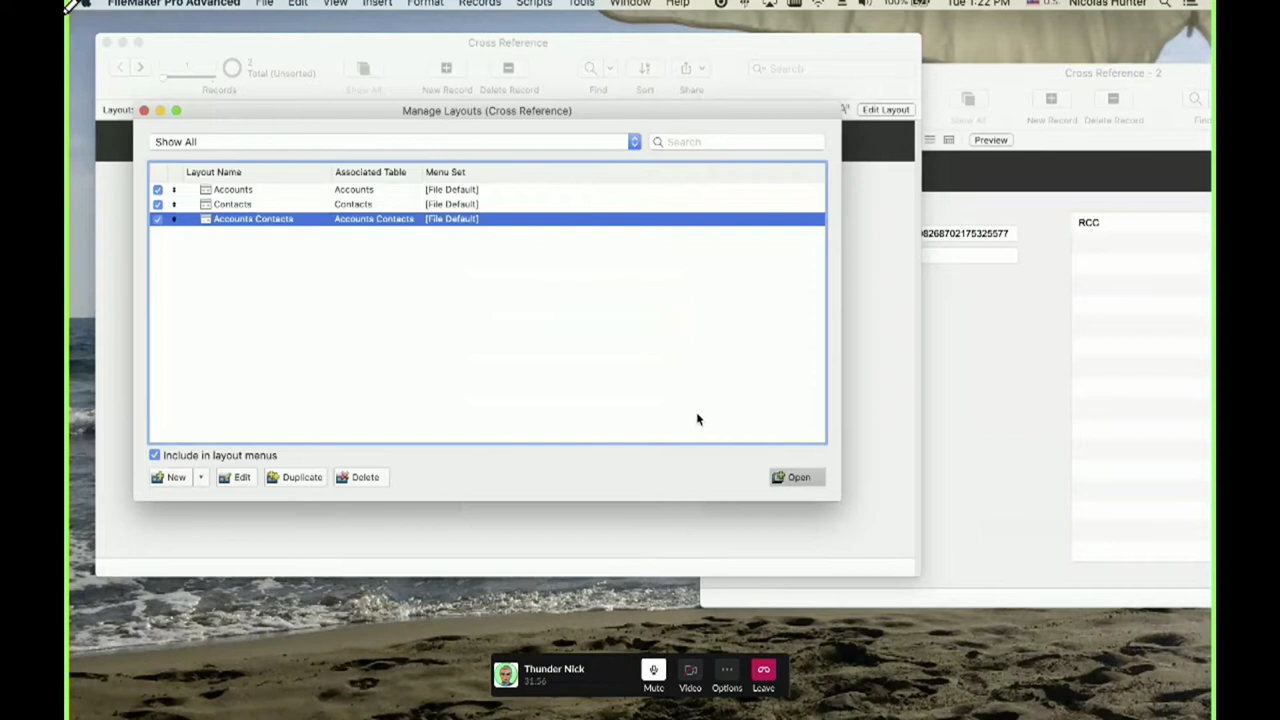 FileMaker Pro Advanced File Edit View Insert Format Records Scripts Tools Window Help 100% U.S. Tue 1:22 PM Nicolas Hunter
Cross Reference
1
2
Total (Unsorted)
Records
Show All
New Record
Delete Record
Find
Sort
Share
Search
Cross Reference - 2
Show All
New Record
Delete Record
Layout:
Edit Layout
Preview
Manage Layouts (Cross Reference)
Show All
Search
Layout Name Associated Table Menu Set
Accounts Accounts [File Default]
Contacts Contacts [File Default]
Accounts Contacts Accounts Contacts [File Default]
8268702175325577
RCC
Include in layout menus
New Edit Duplicate Delete Open
Thunder Nick
31:56
Mute Video Options Leave